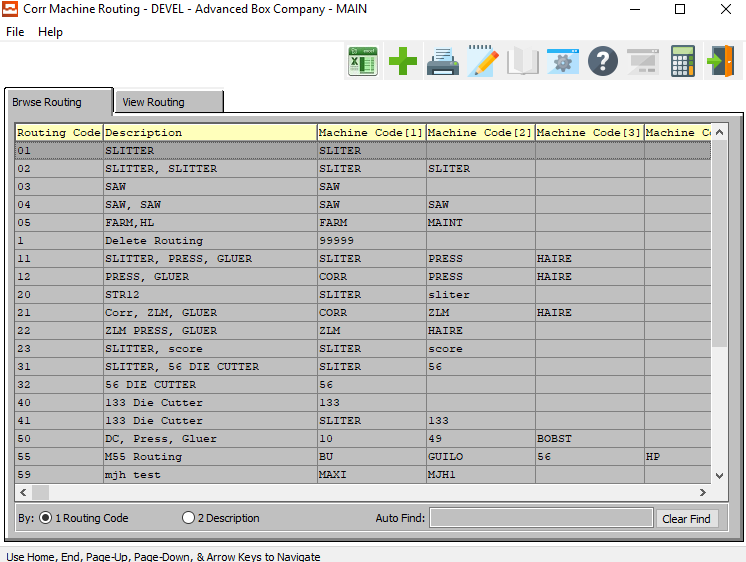 Corr Machine Routing - DEVEL - Advanced Box Company - MAIN
File Help
Brwse Routing View Routing
Routing Code Description Machine Code[1] Machine Code[2] Machine Code[3] Machine Co
01 SLITTER SLITER
02 SLITTER, SLITTER SLITER SLITER
03 SAW SAW
04 SAW, SAW SAW SAW
05 FARM,HL FARM MAINT
1 Delete Routing 99999
11 SLITTER, PRESS, GLUER SLITER PRESS HAIRE
12 PRESS, GLUER CORR PRESS HAIRE
20 STR12 SLITER sliter
21 Corr, ZLM, GLUER CORR ZLM HAIRE
22 ZLM PRESS, GLUER ZLM HAIRE
23 SLITTER, score SLITER score
31 SLITTER, 56 DIE CUTTER SLITER 56
32 56 DIE CUTTER 56
40 133 Die Cutter 133
41 133 Die Cutter SLITER 133
50 DC, Press, Gluer 10 49 BOBST
55 M55 Routing BU GUILO 56 HP
59 mjh test MAXI MJH1
By: 1 Routing Code 2 Description Auto Find: Clear Find
Use Home, End, Page-Up, Page-Down, & Arrow Keys to Navigate